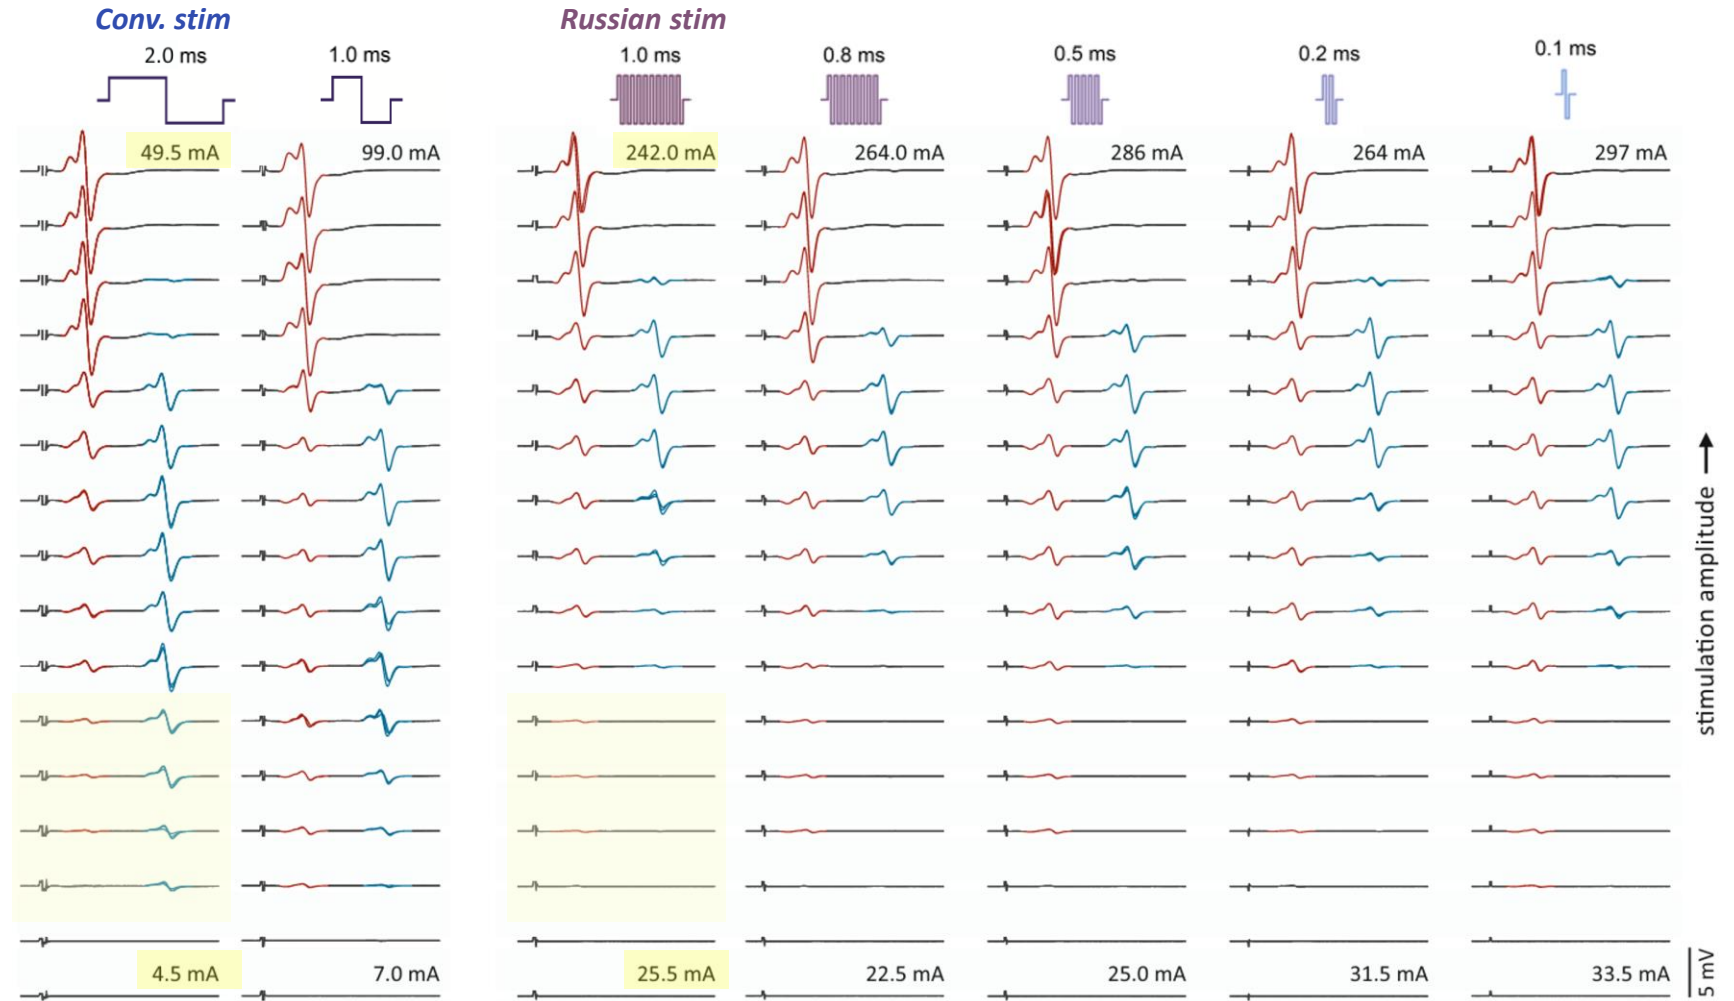 Conv. stim Russian stim
2.0 ms 1.0 ms 1.0 ms 0.8 ms 0.5 ms 0.2 ms 0.1 ms
49.5 mA 99.0 mA 242.0 mA 264.0 mA 286 mA 264 mA 297 mA
stimulation amplitude
4.5 mA 7.0 mA 25.5 mA 22.5 mA 25.0 mA 31.5 mA 33.5 mA
5 mV